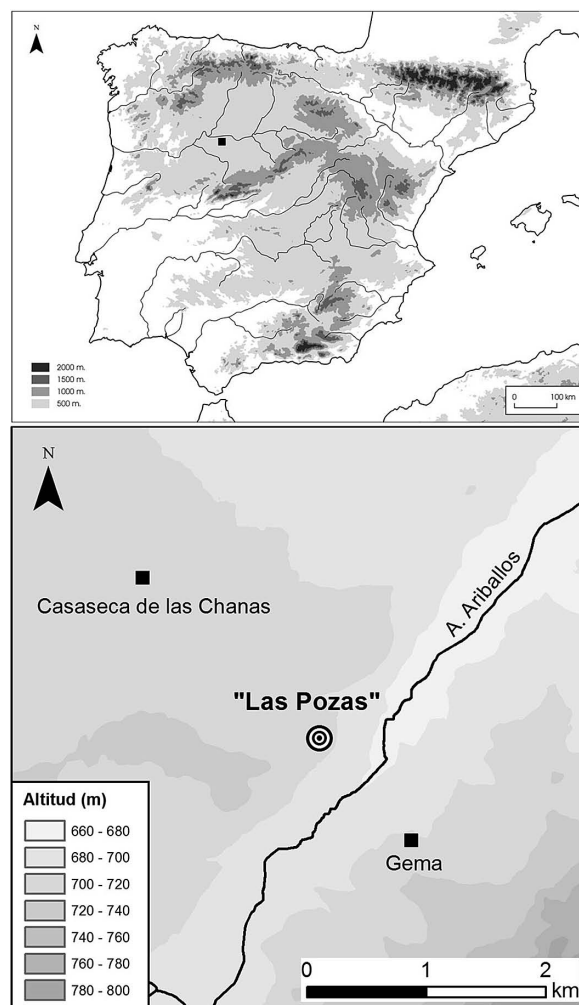 N
2000 m.
1500 m.
1000 m.
500 m.
0 100 km
N
Casaseca de las Chanas
A. Ariballos
"Las Pozas"
Gema
Altitud (m)
660 - 680
680 - 700
700 - 720
720 - 740
740 - 760
760 - 780
780 - 800
0 1 2
km